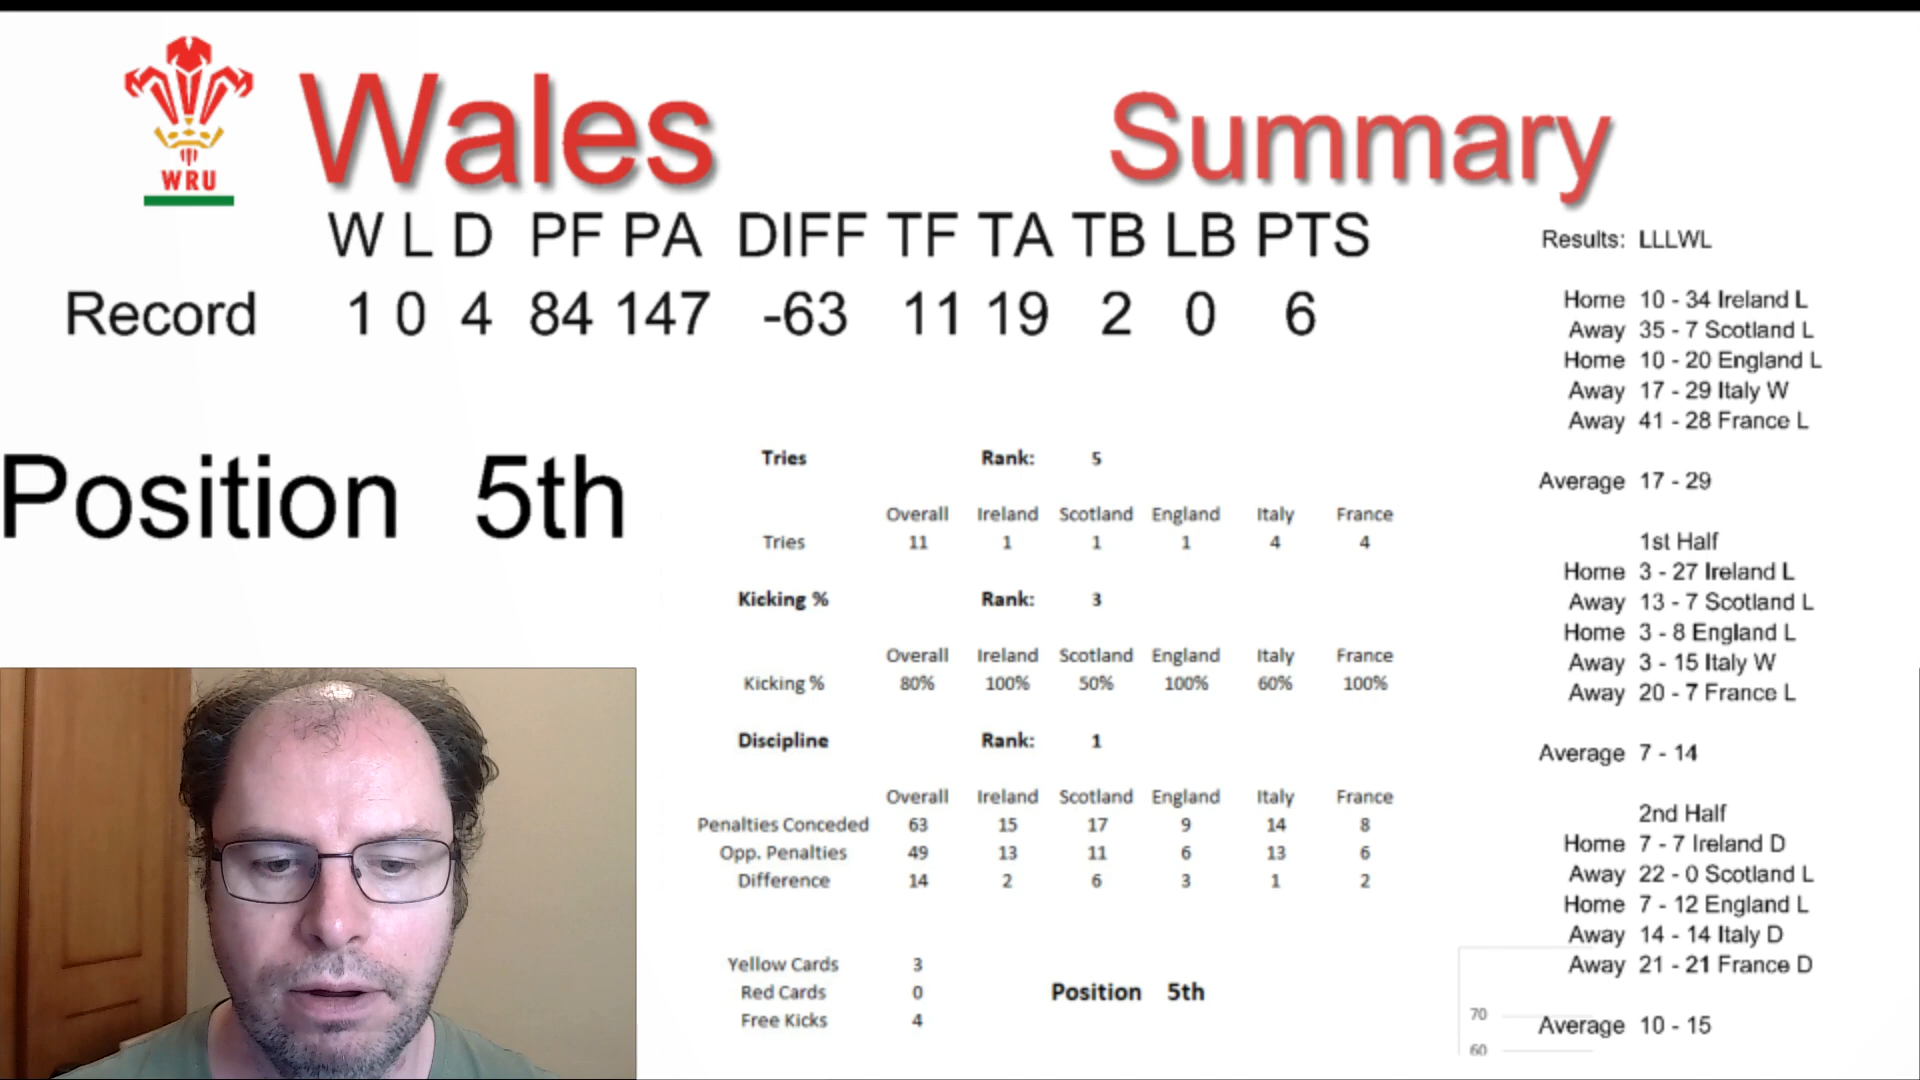 WRU
Wales
Summary
W L D PF PA DIFF TF TA TB LB PTS
Record 1 0 4 84 147 -63 11 19 2 0 6
Position 5th
Tries Rank: 5
Overall Ireland Scotland England Italy France
Tries 11 1 1 1 4 4
Kicking % Rank: 3
Overall Ireland Scotland England Italy France
Kicking % 80% 100% 50% 100% 60% 100%
Discipline Rank: 1
Overall Ireland Scotland England Italy France
Penalties Conceded 63 15 17 9 14 8
Opp. Penalties 49 13 11 6 13 6
Difference 14 2 6 3 1 2
Yellow Cards 3
Red Cards 0
Free Kicks 4
Position 5th
Results: LLLWL
Home 10 - 34 Ireland L
Away 35 - 7 Scotland L
Home 10 - 20 England L
Away 17 - 29 Italy W
Away 41 - 28 France L
Average 17 - 29
1st Half
Home 3 - 27 Ireland L
Away 13 - 7 Scotland L
Home 3 - 8 England L
Away 3 - 15 Italy W
Away 20 - 7 France L
Average 7 - 14
2nd Half
Home 7 - 7 Ireland D
Away 22 - 0 Scotland L
Home 7 - 12 England L
Away 14 - 14 Italy D
Away 21 - 21 France D
Average 10 - 15
70
60